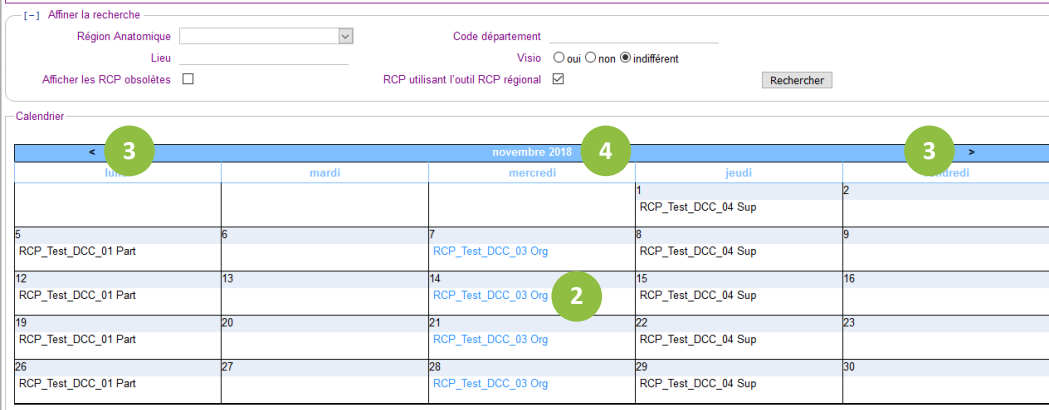 [-] Affiner la recherche
Région Anatomique Code département
Lieu Visio oui non indifférent
Afficher les RCP obsolètes RCP utilisant l'outil RCP régional Rechercher
Calendrier
< 3 novembre 2018 4 3 >
mardi mercredi jeudi
1 2
RCP_Test_DCC_04 Sup
5 6 7 8 9
RCP_Test_DCC_01 Part RCP_Test_DCC_03 Org RCP_Test_DCC_04 Sup
12 13 14 15 16
RCP_Test_DCC_01 Part RCP_Test_DCC_03 Org 2 RCP_Test_DCC_04 Sup
19 20 21 22 23
RCP_Test_DCC_01 Part RCP_Test_DCC_03 Org RCP_Test_DCC_04 Sup
26 27 28 29 30
RCP_Test_DCC_01 Part RCP_Test_DCC_03 Org RCP_Test_DCC_04 Sup